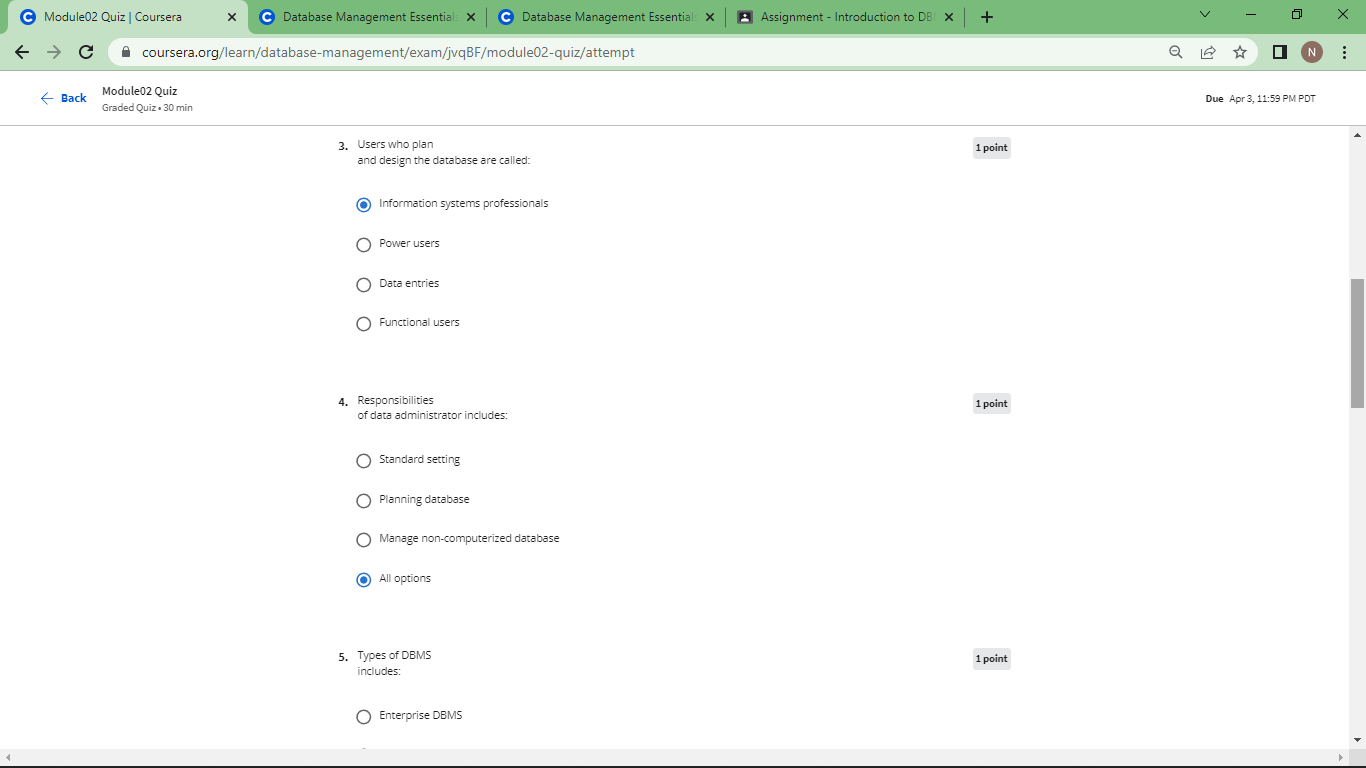 Module02 Quiz | Coursera
Database Management Essential
Database Management Essential
Assignment - Introduction to DB
coursera.org/learn/database-management/exam/jvqBF/module02-quiz/attempt
N
Back
Module02 Quiz
Graded Quiz • 30 min
Due Apr 3, 11:59 PM PDT
3. Users who plan
and design the database are called:
1 point
Information systems professionals
Power users
Data entries
Functional users
4. Responsibilities
of data administrator includes:
1 point
Standard setting
Planning database
Manage non-computerized database
All options
5. Types of DBMS
includes:
1 point
Enterprise DBMS